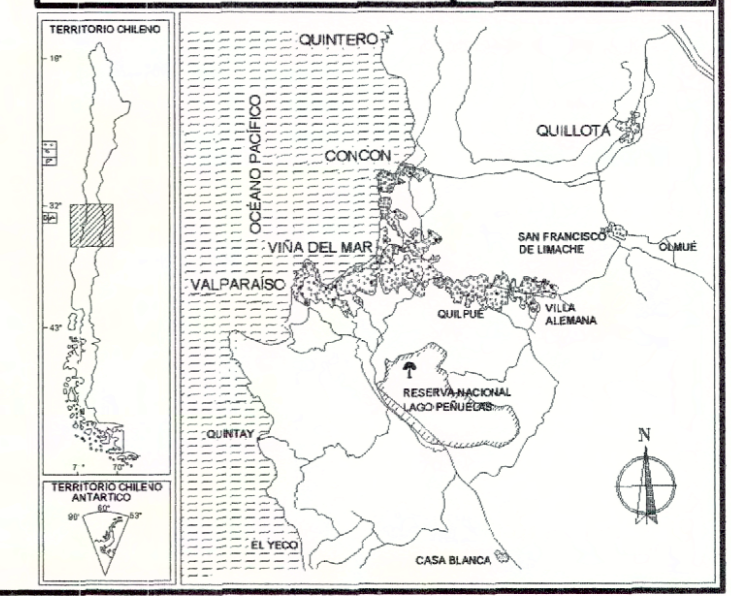 TERRITORIO CHILENO
18°
32°
43°
7 °
70°
TERRITORIO CHILENO
ANTARTICO
90°
60°
53°
QUINTERO
OCÉANO PACÍFICO
QUILLOTA
CONCON
VIÑA DEL MAR
SAN FRANCISCO
DE LIMACHE
OLMUÉ
VALPARAÍSO
QUILPUÉ
VILLA
ALEMANA
RESERVA NACIONAL
LAGO PEÑUELAS
QUINTAY
N
EL YECO
CASA BLANCA